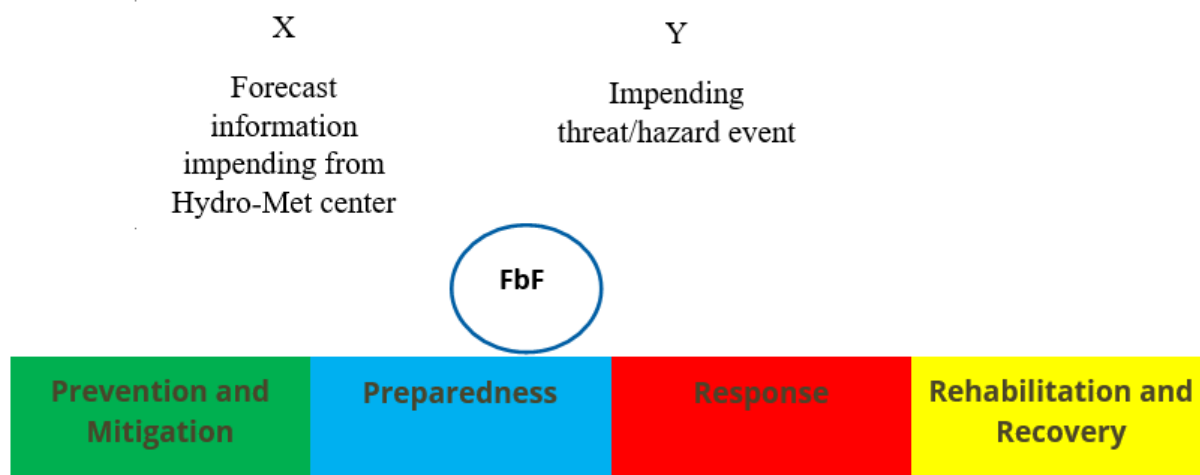 X
Forecast
information
impending from
Hydro-Met center
Y
Impending
threat/hazard event
FbF
Prevention and
Mitigation
Preparedness
Response
Rehabilitation and
Recovery